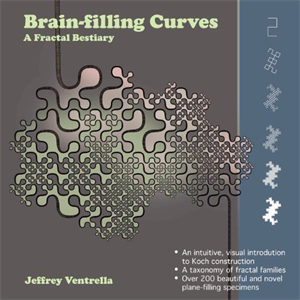 Brain-filling Curves
A Fractal Bestiary
• An intuitive, visual introdution
to Koch construction
• A taxonomy of fractal families
• Over 200 beautiful and novel
plane-filling specimens
Jeffrey Ventrella